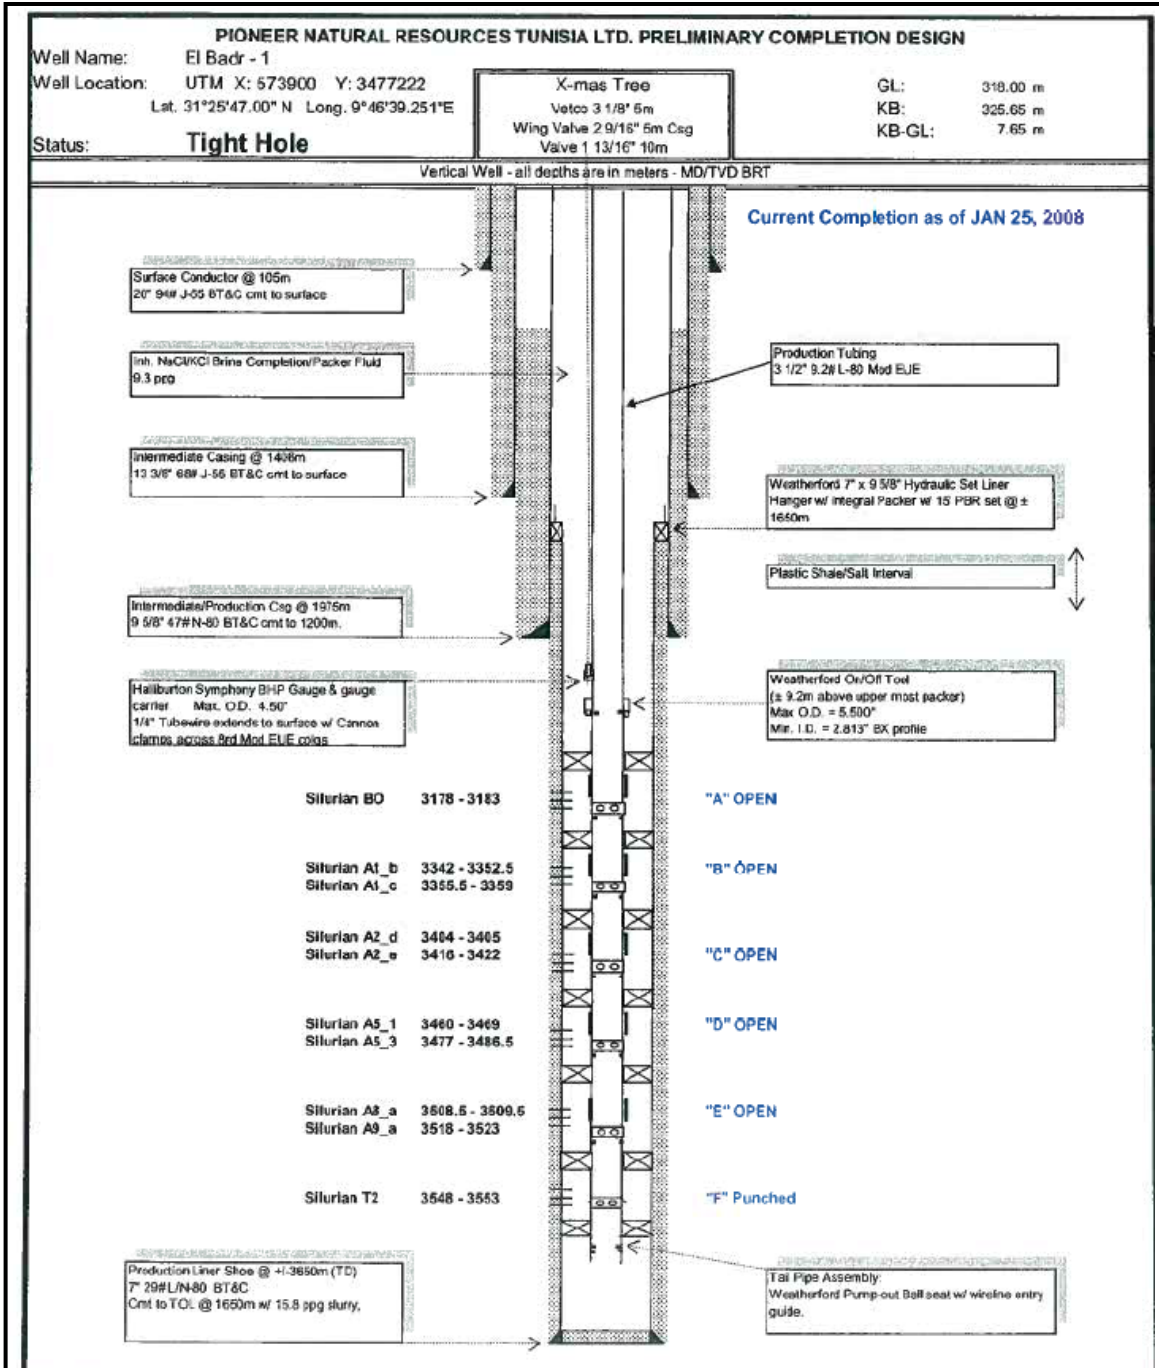 PIONEER NATURAL RESOURCES TUNISIA LTD. PRELIMINARY COMPLETION DESIGN
Well Name: El Badr - 1
Well Location: UTM X: 573900 Y: 3477222
Lat. 31°25'47.00" N Long. 9°46'39.251"E
Status: Tight Hole
X-mas Tree
Vetco 3 1/8" 5m
Wing Valve 2 9/16" 5m Csg
Valve 1 13/16" 10m
GL: 318.00 m
KB: 325.65 m
KB-GL: 7.65 m
Vertical Well - all depths are in meters - MD/TVD BRT
Current Completion as of JAN 25, 2008
Surface Conductor @ 105m
20" 94# J-55 BT&C cmt to surface
Inh. NaCl/KCl Brine Completion/Packer Fluid
9.3 ppg
Production Tubing
3 1/2" 9.2# L-80 Mod EUE
Intermediate Casing @ 1406m
13 3/8" 68# J-55 BT&C cmt to surface
Weatherford 7" x 9 5/8" Hydraulic Set Liner
Hanger w/ Integral Packer w/ 15' PBR set @ ±
1650m
Plastic Shale/Salt Interval
Intermediate/Production Csg @ 1975m
9 5/8" 47# N-80 BT&C cmt to 1200m.
Halliburton Symphony BHP Gauge & gauge
carrier Max. O.D. 4.50"
1/4" Tubewire extends to surface w/ Cannon
clamps across 8rd Mod EUE colgs
Weatherford On/Off Tool
(± 9.2m above upper most packer)
Max O.D. = 5.500"
Min. I.D. = 2.813" BX profile
Silurian BO 3178 - 3183 "A" OPEN
Silurian A1_b 3342 - 3352.5 "B" OPEN
Silurian A1_c 3355.5 - 3359
Silurian A2_d 3404 - 3405
Silurian A2_e 3416 - 3422 "C" OPEN
Silurian A5_1 3460 - 3469 "D" OPEN
Silurian A5_3 3477 - 3486.5
Silurian A8_a 3508.5 - 3509.5 "E" OPEN
Silurian A9_a 3518 - 3523
Silurian T2 3548 - 3553 "F" Punched
Production Liner Shoe @ +/-3650m (TD)
7" 29# L/N-80 BT&C
Cmt to TOL @ 1650m w/ 15.8 ppg slurry,
Tail Pipe Assembly:
Weatherford Pump-out Ball seat w/ wireline entry
guide.